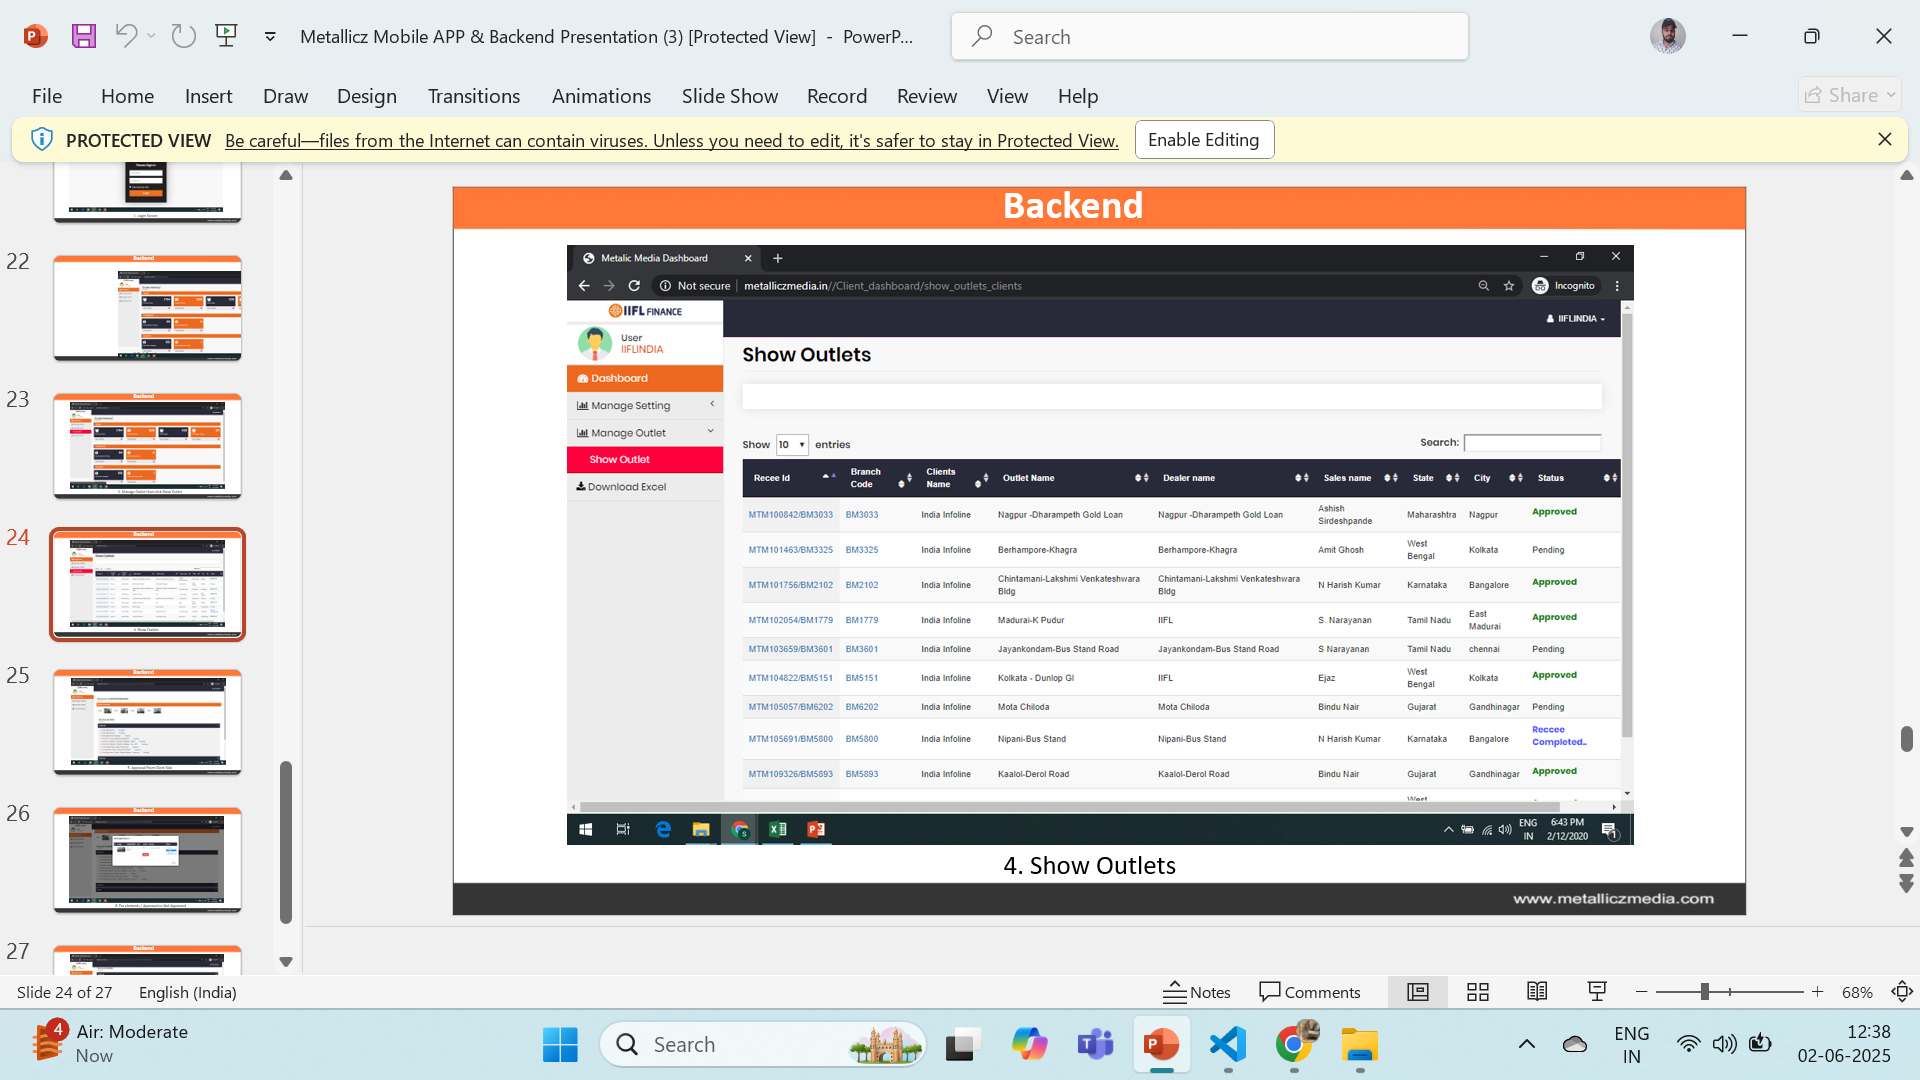 Metallicz Mobile APP & Backend Presentation (3) [Protected View] - PowerP...
Search
File Home Insert Draw Design Transitions Animations Slide Show Record Review View Help
Share
PROTECTED VIEW Be careful—files from the Internet can contain viruses. Unless you need to edit, it's safer to stay in Protected View. Enable Editing
22
23
24
25
26
27
Backend
Metalic Media Dashboard
Not secure metalliczmedia.in//Client_dashboard/show_outlets_clients
Incognito
IIFL FINANCE
User
IIFLINDIA
IIFLINDIA
Dashboard
Manage Setting
Manage Outlet
Show Outlet
Download Excel
Show Outlets
Show 10 entries
Search:
Recee Id Branch Code Clients Name Outlet Name Dealer name Sales name State City Status
MTM100842/BM3033 BM3033 India Infoline Nagpur -Dharampeth Gold Loan Nagpur -Dharampeth Gold Loan Ashish Sirdeshpande Maharashtra Nagpur Approved
MTM101463/BM3325 BM3325 India Infoline Berhampore-Khagra Berhampore-Khagra Amit Ghosh West Bengal Kolkata Pending
MTM101756/BM2102 BM2102 India Infoline Chintamani-Lakshmi Venkateshwara Bldg Chintamani-Lakshmi Venkateshwara Bldg N Harish Kumar Karnataka Bangalore Approved
MTM102054/BM1779 BM1779 India Infoline Madurai-K Pudur IIFL S. Narayanan Tamil Nadu East Madurai Approved
MTM103659/BM3601 BM3601 India Infoline Jayankondam-Bus Stand Road Jayankondam-Bus Stand Road S Narayanan Tamil Nadu chennai Pending
MTM104822/BM5151 BM5151 India Infoline Kolkata - Dunlop Gl IIFL Ejaz West Bengal Kolkata Approved
MTM105057/BM6202 BM6202 India Infoline Mota Chiloda Mota Chiloda Bindu Nair Gujarat Gandhinagar Pending
MTM105691/BM5800 BM5800 India Infoline Nipani-Bus Stand Nipani-Bus Stand N Harish Kumar Karnataka Bangalore Reccee Completed..
MTM109326/BM5893 BM5893 India Infoline Kaalol-Derol Road Kaalol-Derol Road Bindu Nair Gujarat Gandhinagar Approved
West
ENG
IN
6:43 PM
2/12/2020
1
4. Show Outlets
www.metalliczmedia.com
Slide 24 of 27 English (India)
Notes Comments 68%
4
Air: Moderate
Now
Search
ENG
IN
12:38
02-06-2025